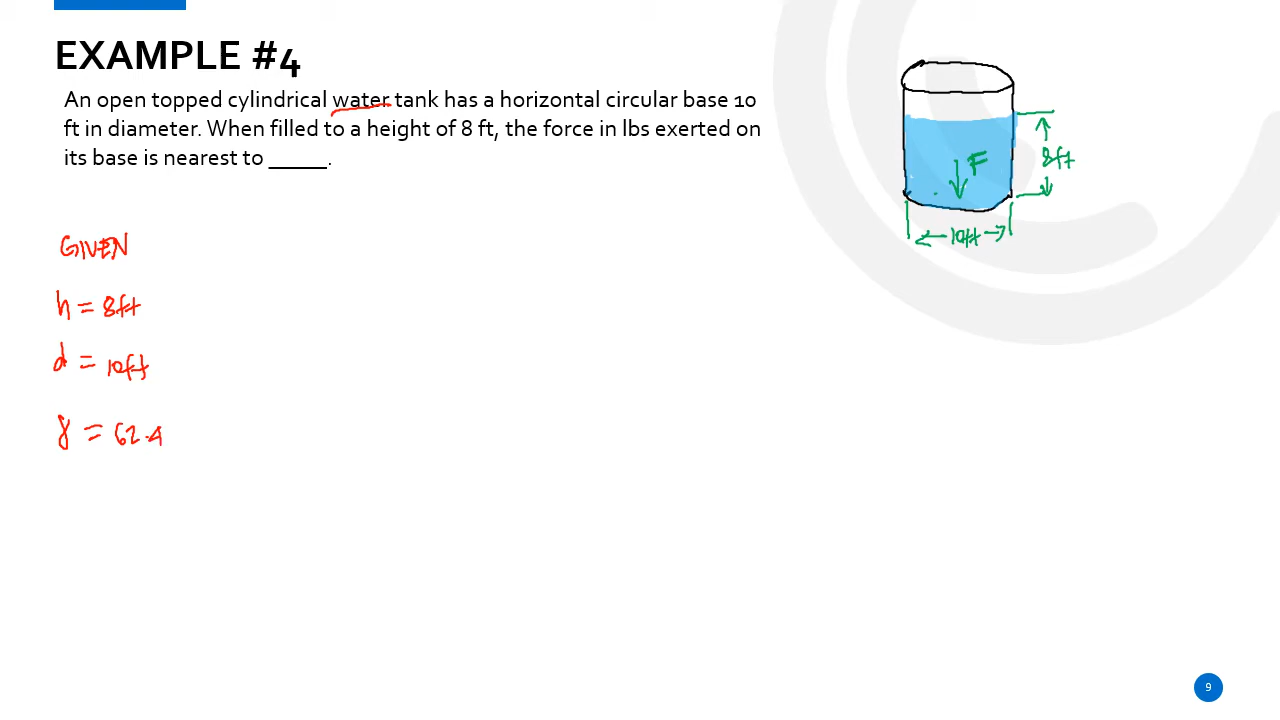 EXAMPLE #4
An open topped cylindrical water tank has a horizontal circular base 10
ft in diameter. When filled to a height of 8 ft, the force in lbs exerted on
its base is nearest to _____.
F
8ft
10ft
GIVEN
h = 8ft
d = 10ft
γ = 62.4
9